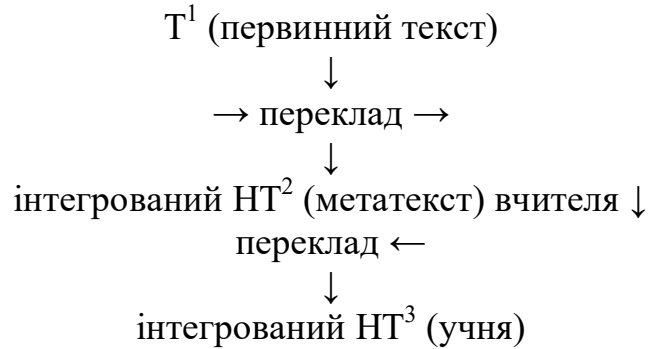 Т¹ (первинний текст)
↓
→ переклад →
↓
інтегрований НТ² (метатекст) вчителя ↓
переклад ←
↓
інтегрований НТ³ (учня)